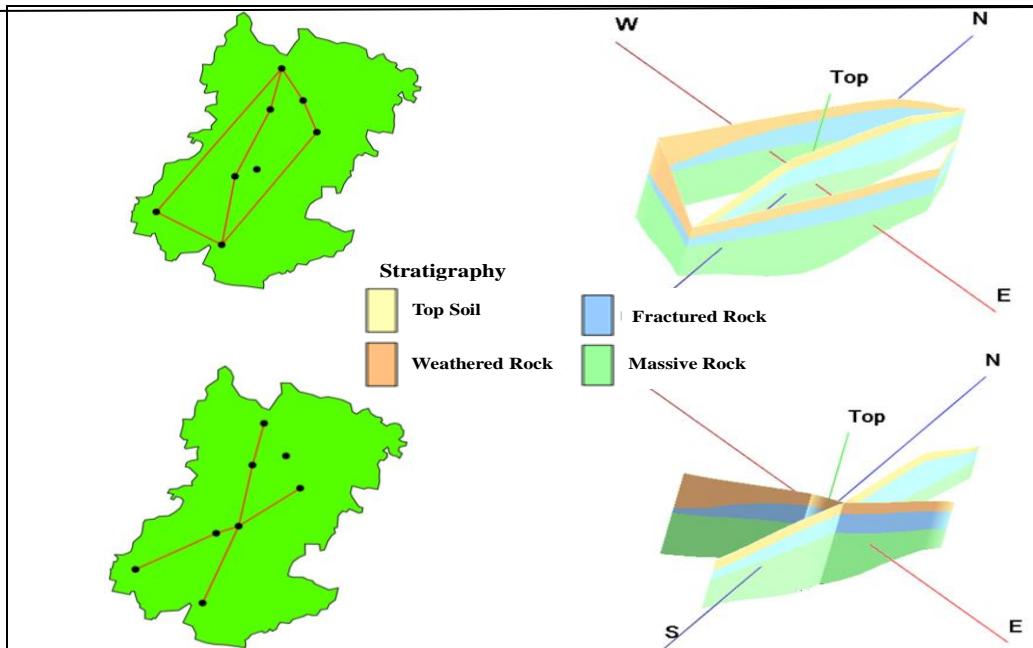 W
N
Top
E
Stratigraphy
Top Soil
Fractured Rock
Weathered Rock
Massive Rock
N
Top
S
E